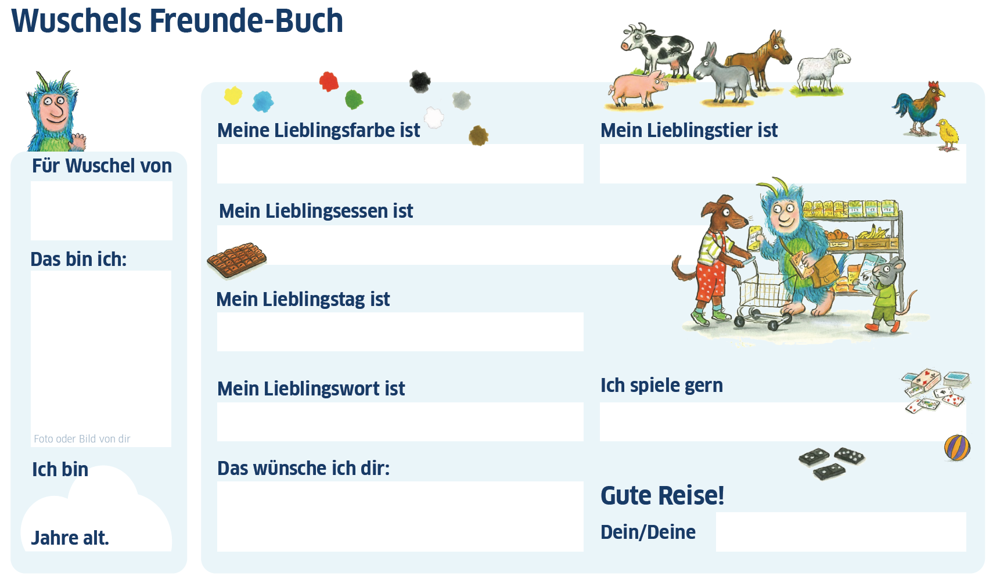 Wuschels Freunde-Buch
Für Wuschel von
Das bin ich:
Foto oder Bild von dir
Ich bin
Jahre alt.
Meine Lieblingsfarbe ist
Mein Lieblingstier ist
Mein Lieblingsessen ist
Mein Lieblingstag ist
Mein Lieblingswort ist
Ich spiele gern
Das wünsche ich dir:
Gute Reise!
Dein/Deine